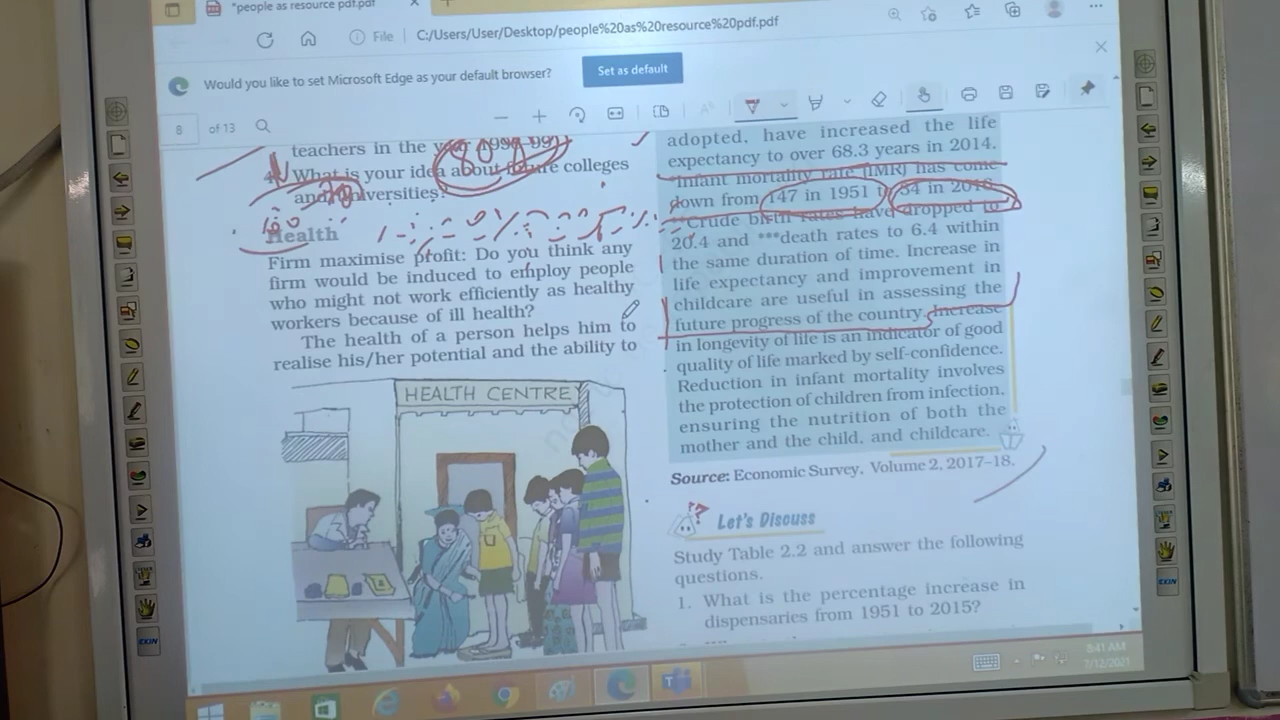 "people as resource pdf.pdf
File
C:/Users/User/Desktop/people%20as%20resource%20pdf.pdf
Would you like to set Microsoft Edge as your default browser?
Set as default
8 of 13
teachers in the
What is your idea about colleges
and universities?
Health
Firm maximise profit: Do you think any
firm would be induced to employ people
who might not work efficiently as healthy
workers because of ill health?
The health of a person helps him to
realise his/her potential and the ability to
HEALTH CENTRE
adopted, have increased the life
expectancy to over 68.3 years in 2014.
Infant mortality rate (IMR) has come
down from 147 in 1951 in
Crude birth rates have dropped to
20.4 and ***death rates to 6.4 within
the same duration of time. Increase in
life expectancy and improvement in
childcare are useful in assessing the
future progress of the country. Increase
in longevity of life is an indicator of good
quality of life marked by self-confidence.
Reduction in infant mortality involves
the protection of children from infection,
ensuring the nutrition of both the
mother and the child, and childcare.
Source: Economic Survey, Volume 2, 2017–18.
Let's Discuss
Study Table 2.2 and answer the following
questions.
1. What is the percentage increase in
dispensaries from 1951 to 2015?
EXIN
EXIN
9:41 AM
7/12/2021